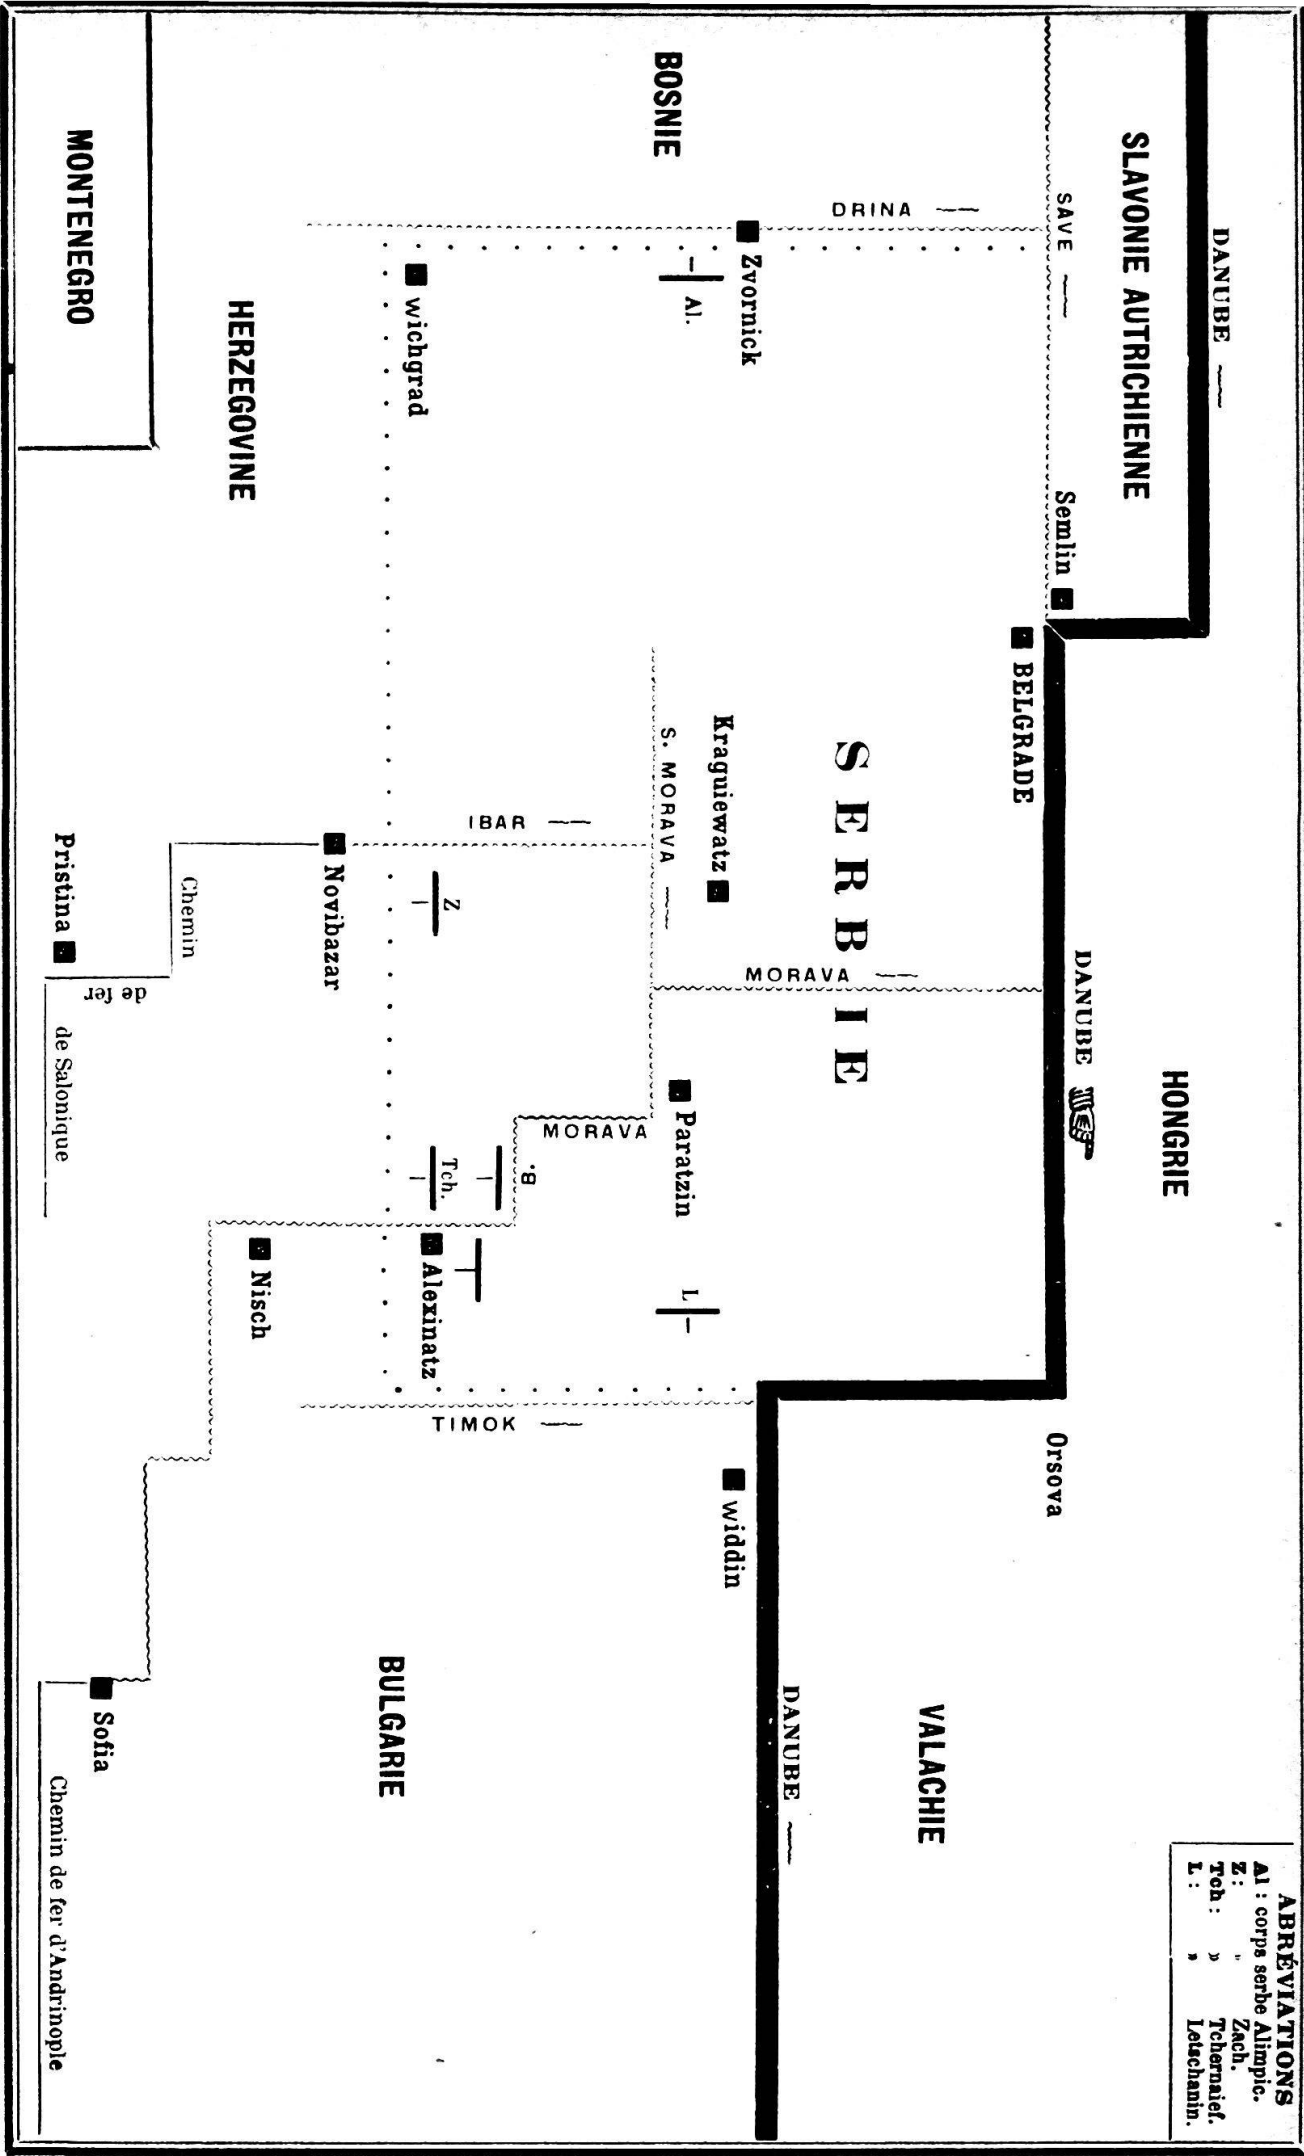 ABRÉVIATIONS
Al : corps serbe Alimpic.
Z : " Zach.
Tch : » Tchernaief.
L : » Letschanin.
DANUBE
SLAVONIE AUTRICHIENNE
HONGRIE
SAVE
Semlin
DANUBE
Orsova
BELGRADE
VALACHIE
DRINA
SERBIE
MORAVA
DANUBE
Zvornick
Kraguiewatz
widdin
BOSNIE
Al.
S. MORAVA
Paratzin
L
MORAVA
B.
IBAR
Z
Tch.
TIMOK
wichgrad
Alexinatz
BULGARIE
Novibazar
HERZEGOVINE
Nisch
Chemin
de fer
de Salonique
MONTENEGRO
Pristina
Sofia
Chemin de fer d'Andrinople